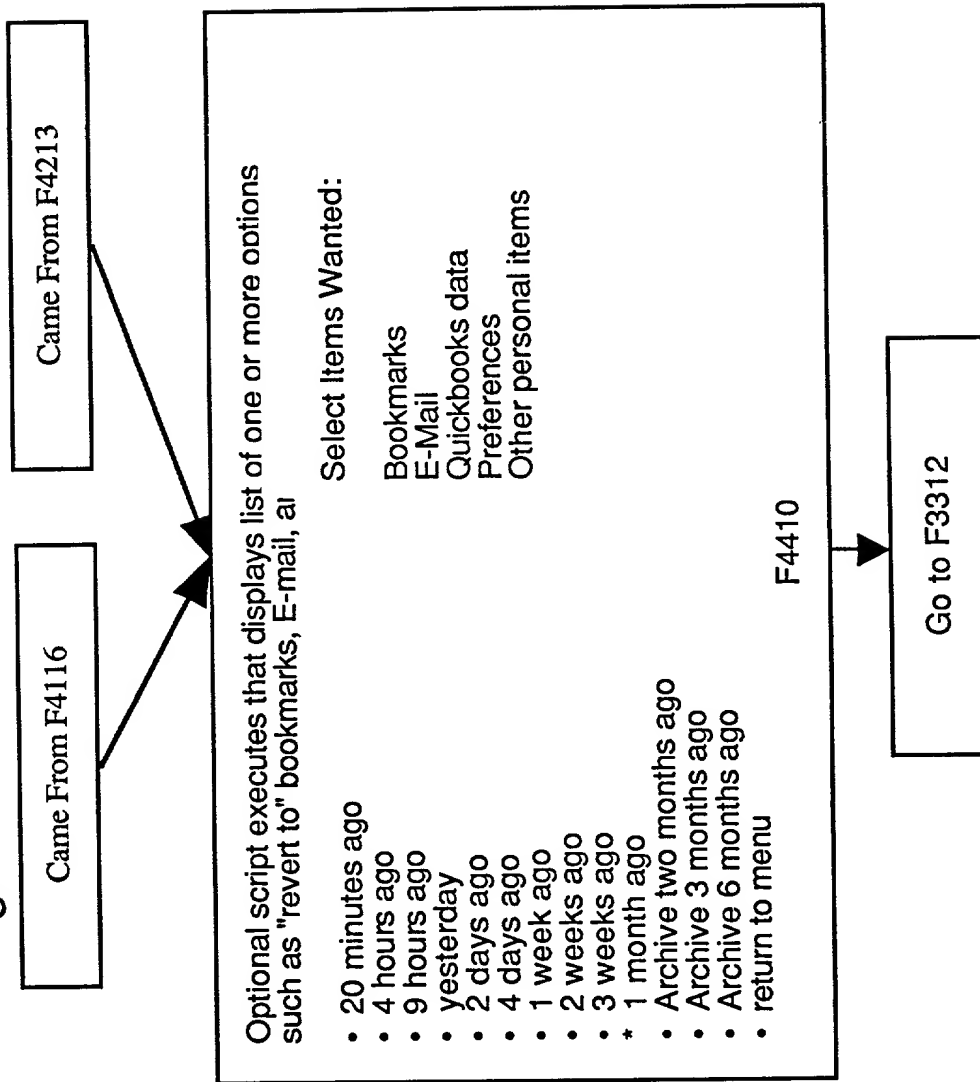 Came From F4116
Came From F4213
Optional script executes that displays list of one or more options
such as "revert to" bookmarks, E-mail,
• 20 minutes ago
• 4 hours ago
• 9 hours ago
• yesterday
• 2 days ago
• 4 days ago
• 1 week ago
• 2 weeks ago
• 3 weeks ago
* 1 month ago
• Archive two months ago
• Archive 3 months ago
• Archive 6 months ago
• return to menu
Select Items Wanted:
Bookmarks
E-Mail
Quickbooks data
Preferences
Other personal items
F4410
Go to F3312